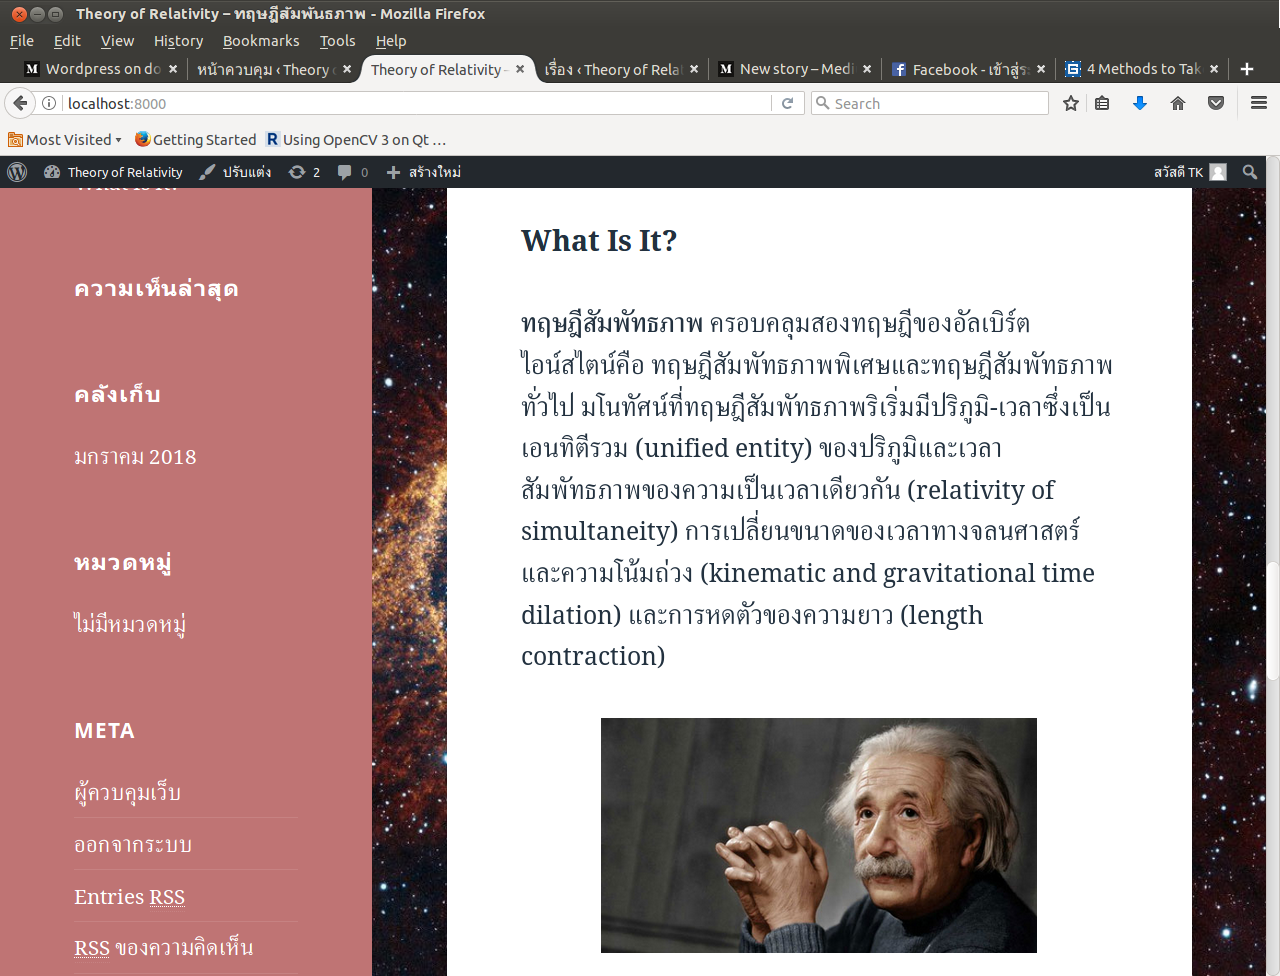 Theory of Relativity – ทฤษฎีสัมพันธภาพ - Mozilla Firefox
File Edit View History Bookmarks Tools Help
Wordpress on do
หน้าควบคุม ‹ Theory
Theory of Relativity –
เรื่อง ‹ Theory of Rela
New story – Medi
Facebook - เข้าสู่ระ
4 Methods to Tak
localhost:8000
Search
Most Visited
Getting Started
Using OpenCV 3 on Qt …
Theory of Relativity
ปรับแต่ง
2
0
สร้างใหม่
สวัสดี TK
What Is It?
ความเห็นล่าสุด
คลังเก็บ
มกราคม 2018
หมวดหมู่
ไม่มีหมวดหมู่
META
ผู้ควบคุมเว็บ
ออกจากระบบ
Entries RSS
RSS ของความคิดเห็น
What Is It?
ทฤษฎีสัมพัทธภาพ ครอบคลุมสองทฤษฎีของอัลเบิร์ต
ไอน์สไตน์คือ ทฤษฎีสัมพัทธภาพพิเศษและทฤษฎีสัมพัทธภาพ
ทั่วไป มโนทัศน์ที่ทฤษฎีสัมพัทธภาพริเริ่มมีปริภูมิ-เวลาซึ่งเป็น
เอนทิตีรวม (unified entity) ของปริภูมิและเวลา
สัมพัทธภาพของความเป็นเวลาเดียวกัน (relativity of
simultaneity) การเปลี่ยนขนาดของเวลาทางจลนศาสตร์
และความโน้มถ่วง (kinematic and gravitational time
dilation) และการหดตัวของความยาว (length
contraction)